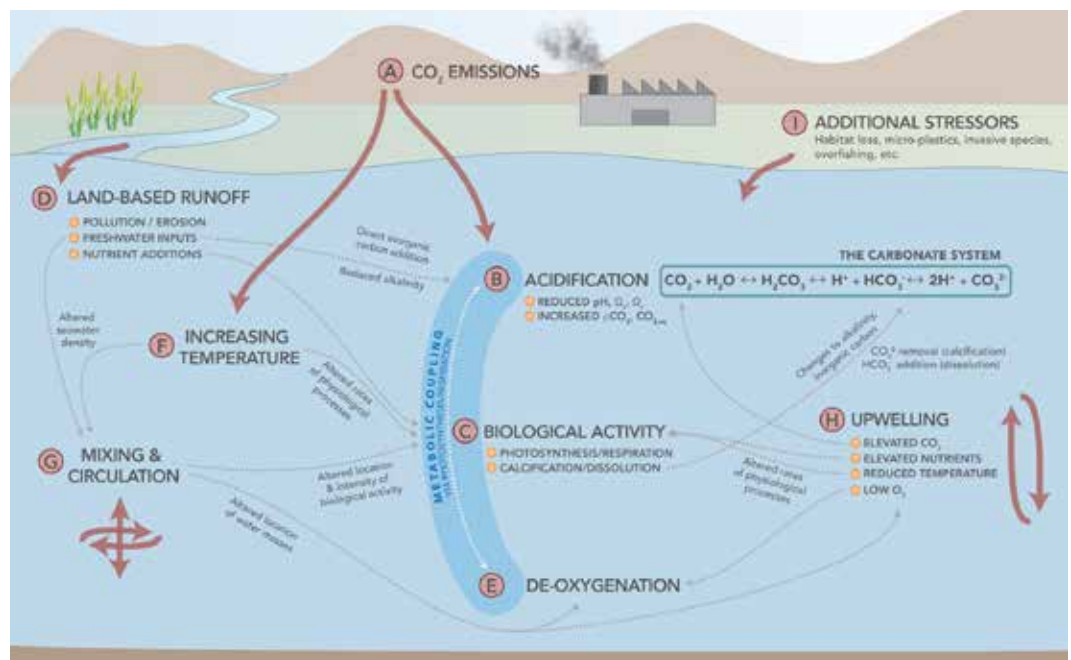 A CO₂ EMISSIONS
I ADDITIONAL STRESSORS
Habitat loss, micro-plastics, invasive species,
overfishing, etc.
D LAND-BASED RUNOFF
POLLUTION / EROSION
FRESHWATER INPUTS
NUTRIENT ADDITIONS
Direct inorganic
carbon addition
Reduced alkalinity
THE CARBONATE SYSTEM
B ACIDIFICATION
CO₂ + H₂O ↔ H₂CO₃ ↔ H⁺ + HCO₃⁻ ↔ 2H⁺ + CO₃²⁻
REDUCED pH,
INCREASED
Altered
seawater
density
F INCREASING
TEMPERATURE
Altered rates
of physiological
processes
Changes to alkalinity,
inorganic carbon
removal (calcification)
HCO₃⁻ addition (dissolution)
METABOLIC COUPLING
VIA PHOTOSYNTHESIS/RESPIRATION
C BIOLOGICAL ACTIVITY
PHOTOSYNTHESIS/RESPIRATION
CALCIFICATION/DISSOLUTION
H UPWELLING
ELEVATED CO₂
ELEVATED NUTRIENTS
REDUCED TEMPERATURE
LOW O₂
Altered rates
of physiological
processes
G MIXING &
CIRCULATION
Altered location
& intensity of
biological activity
Altered location
of water masses
E DE-OXYGENATION